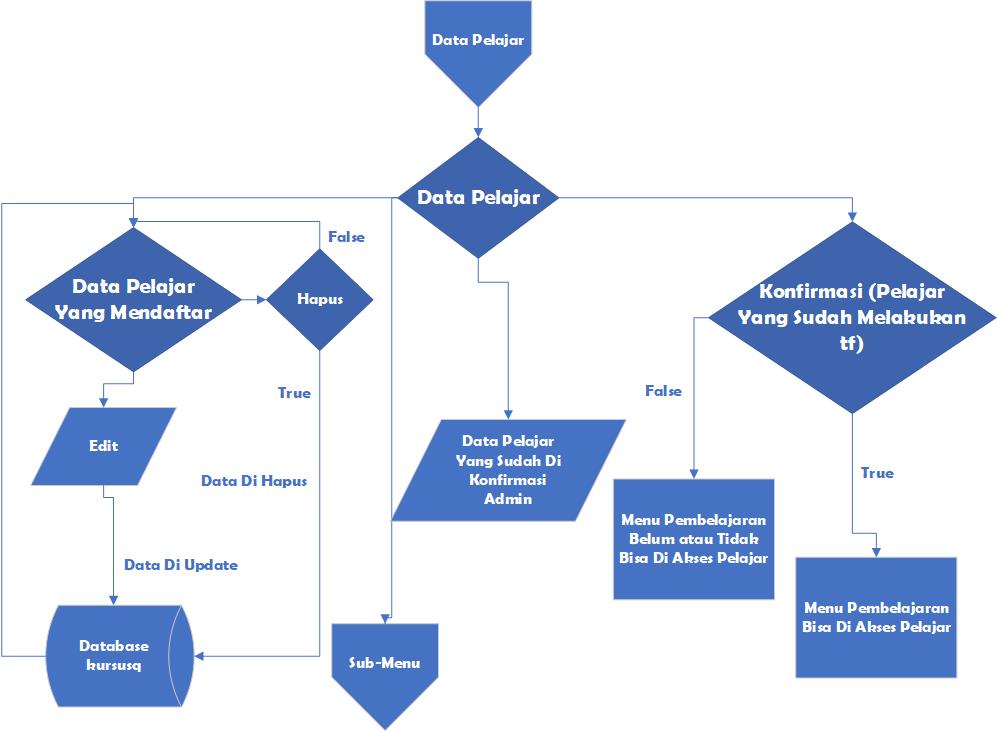 Data Pelajar
Data Pelajar
False
Data Pelajar
Yang Mendaftar
Hapus
Konfirmasi (Pelajar
Yang Sudah Melakukan
tf)
True
False
Edit
Data Pelajar
Yang Sudah Di
Konfirmasi
Admin
True
Data Di Hapus
Menu Pembelajaran
Belum atau Tidak
Bisa Di Akses Pelajar
Data Di Update
Menu Pembelajaran
Bisa Di Akses Pelajar
Database
kursusq
Sub-Menu